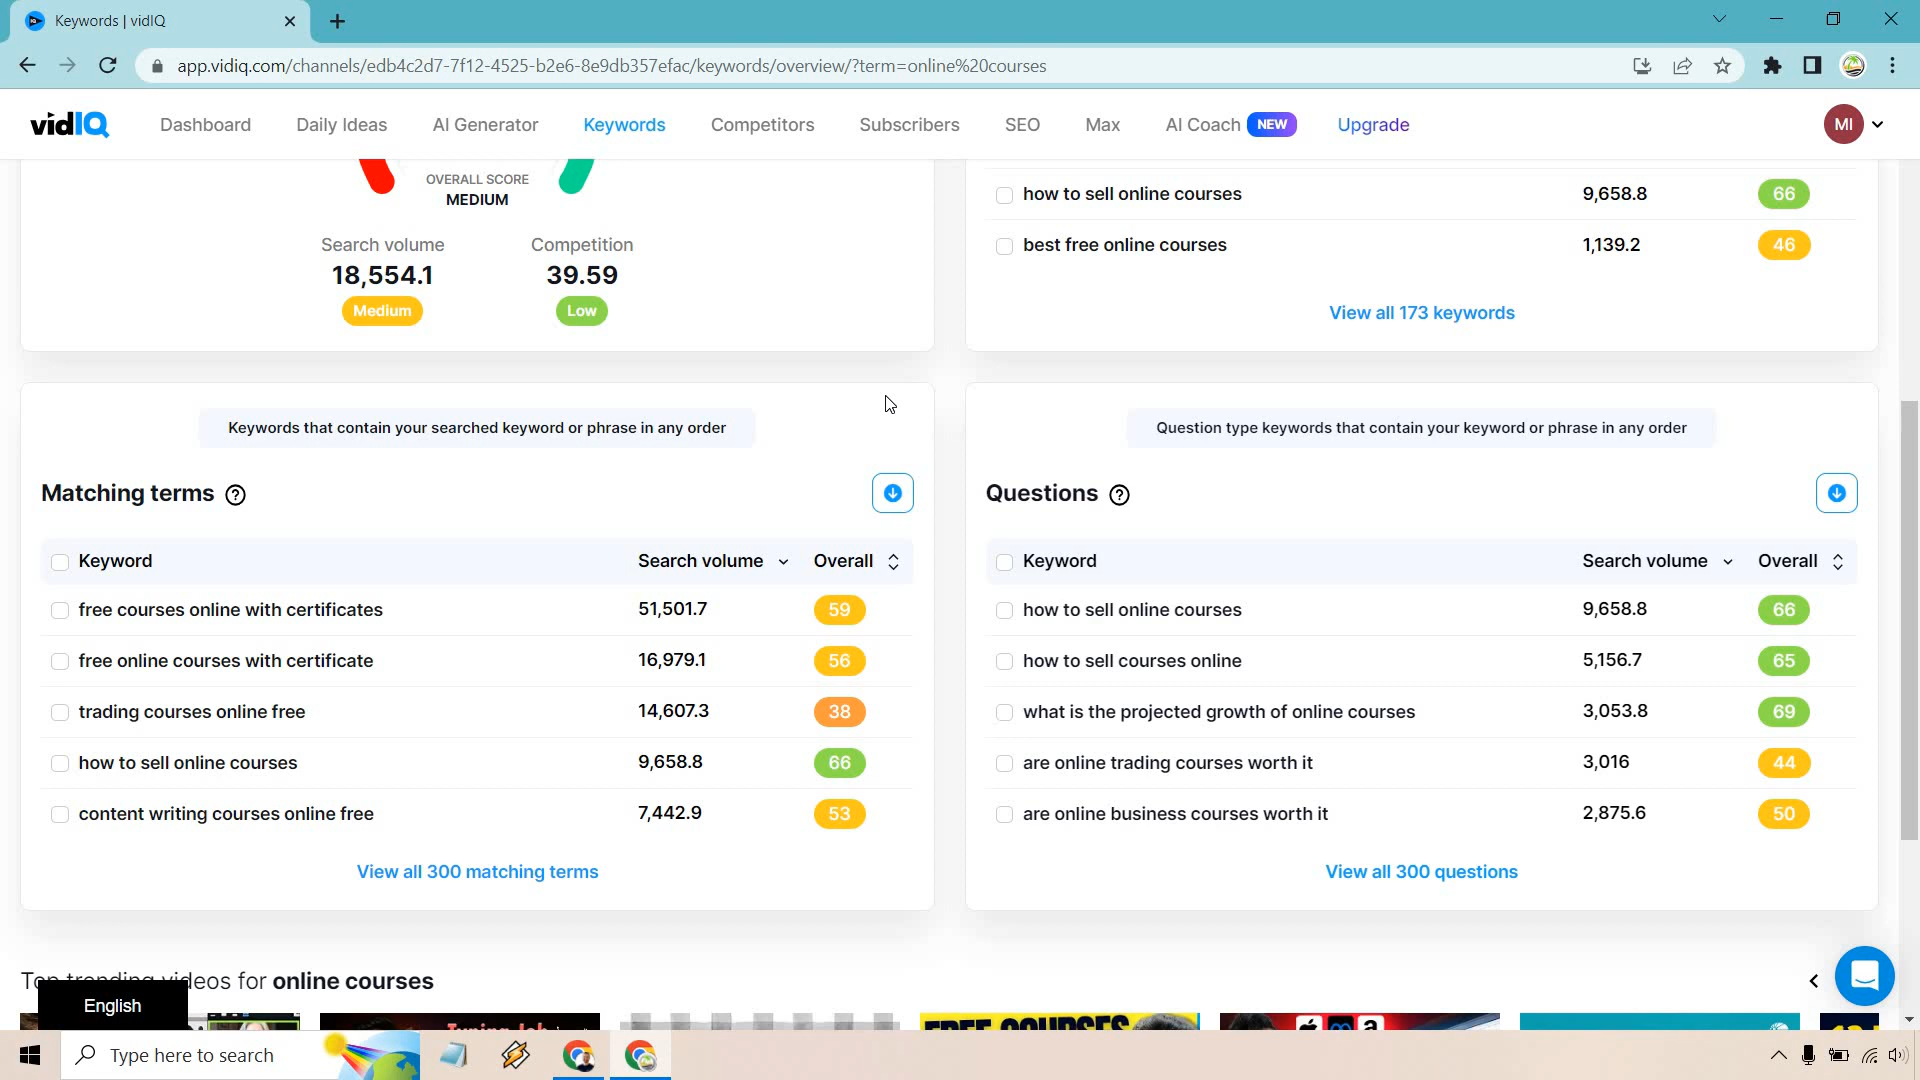 Keywords | vidIQ
app.vidiq.com/channels/edb4c2d7-7f12-4525-b2e6-8e9db357efac/keywords/overview/?term=online%20courses
vidIQ
Dashboard
Daily Ideas
AI Generator
Keywords
Competitors
Subscribers
SEO
Max
AI Coach NEW
Upgrade
MI
OVERALL SCORE
MEDIUM
Search volume
18,554.1
Medium
Competition
39.59
Low
how to sell online courses 9,658.8 66
best free online courses 1,139.2 46
View all 173 keywords
Keywords that contain your searched keyword or phrase in any order
Matching terms ?
Keyword Search volume Overall
free courses online with certificates 51,501.7 59
free online courses with certificate 16,979.1 56
trading courses online free 14,607.3 38
how to sell online courses 9,658.8 66
content writing courses online free 7,442.9 53
View all 300 matching terms
Question type keywords that contain your keyword or phrase in any order
Questions ?
Keyword Search volume Overall
how to sell online courses 9,658.8 66
how to sell courses online 5,156.7 65
what is the projected growth of online courses 3,053.8 69
are online trading courses worth it 3,016 44
are online business courses worth it 2,875.6 50
View all 300 questions
Top trending videos for online courses
English
Typing Job
FREE COURSES
Type here to search